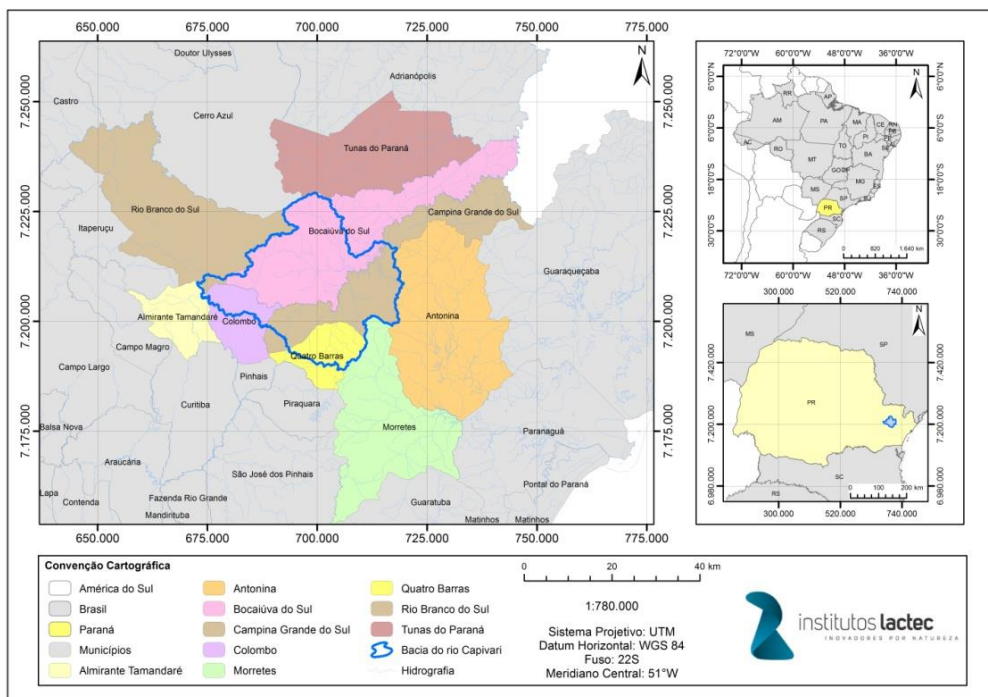 650.000 675.000 700.000 725.000 750.000 775.000
7.250.000
7.225.000
7.200.000
7.175.000
Doutor Ulysses
Adrianópolis
Castro
Cerro Azul
Tunas do Paraná
Rio Branco do Sul
Campina Grande do Sul
Itaperuçu
Bocaiúva do Sul
Guaraqueçaba
Almirante Tamandaré
Colombo
Antonina
Campo Magro
Quatro Barras
Campo Largo
Pinhais
Piraquara
Curitiba
Balsa Nova
Morretes
Paranaguá
Araucária
São José dos Pinhais
Pontal do Paraná
Lapa
Contenda
Fazenda Rio Grande
Guaratuba
Mandirituba
Matinhos
Matinhos
N
650.000 675.000 700.000 725.000 750.000 775.000
72°0'0"W 60°0'0"W 48°0'0"W 36°0'0"W
6°0'0"N
6°0'0"S
18°0'0"S
30°0'0"S
6°0'0"N
6°0'0"S
18°0'0"S
30°0'0"S
N
RR
AP
AM
PA
MA
CE
RN
PB
PE
AL
SE
PI
AC
RO
TO
BA
MT
GO
DF
MG
ES
MS
SP
RJ
PR
SC
RS
0 820 1.640 km
72°0'0"W 60°0'0"W 48°0'0"W 36°0'0"W
300.000 520.000 740.000
7.420.000
7.200.000
6.980.000
7.420.000
7.200.000
6.980.000
N
MS
SP
PR
SC
RS
0 100 200
km
300.000 520.000 740.000
Convenção Cartográfica
América do Sul
Brasil
Paraná
Municípios
Almirante Tamandaré
Antonina
Bocaiúva do Sul
Campina Grande do Sul
Colombo
Morretes
Quatro Barras
Rio Branco do Sul
Tunas do Paraná
Bacia do rio Capivari
Hidrografia
0 20 40 km
1:780.000
Sistema Projetivo: UTM
Datum Horizontal: WGS 84
Fuso: 22S
Meridiano Central: 51°W
institutos lactec
INOVADORES POR NATUREZA